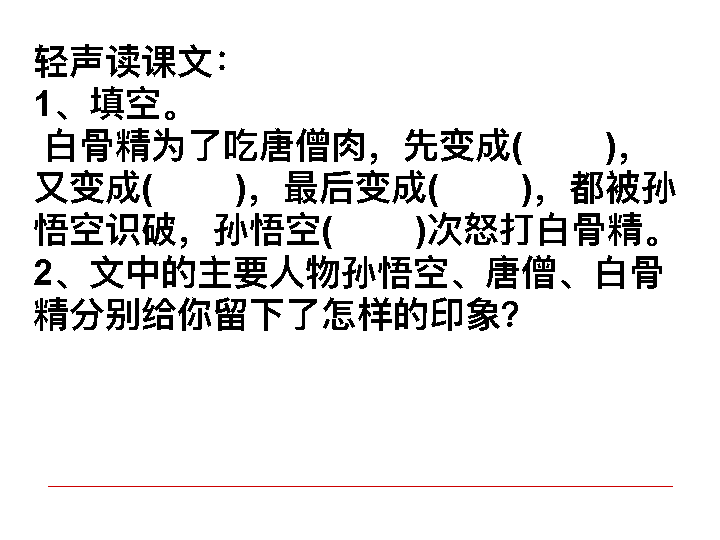 轻声读课文：
1、填空。
白骨精为了吃唐僧肉，先变成(        )，
又变成(        )，最后变成(        )，都被孙
悟空识破，孙悟空(        )次怒打白骨精。
2、文中的主要人物孙悟空、唐僧、白骨
精分别给你留下了怎样的印象？